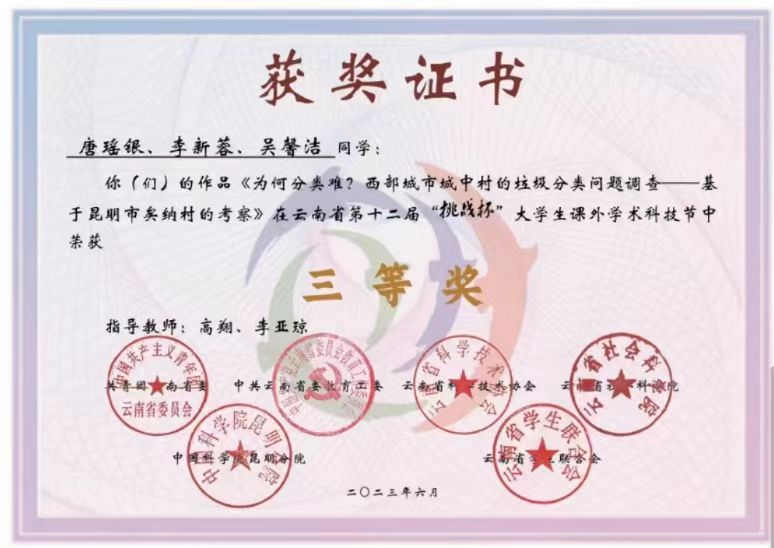 获奖证书
唐瑶银、李新蓉、吴馨洁 同学：
你（们）的作品《为何分类难？西部城市城中村的垃圾分类问题调查——基
于昆明市矣纳村的考察》在云南省第十二届“挑战杯”大学生课外学术科技节中
荣获
三等奖
指导教师：高翔、李亚琼
共青团云南省委 中共云南省委教育工委 云南省科学技术协会 云南省社会科学院
中国共产主义青年团
云南省委员会
云南省科学技术协会
云南省社会科学院
中国科学院昆明分院 云南省学生联合会
中国科学院昆明分院
云南省学生联合会
二〇二三年六月